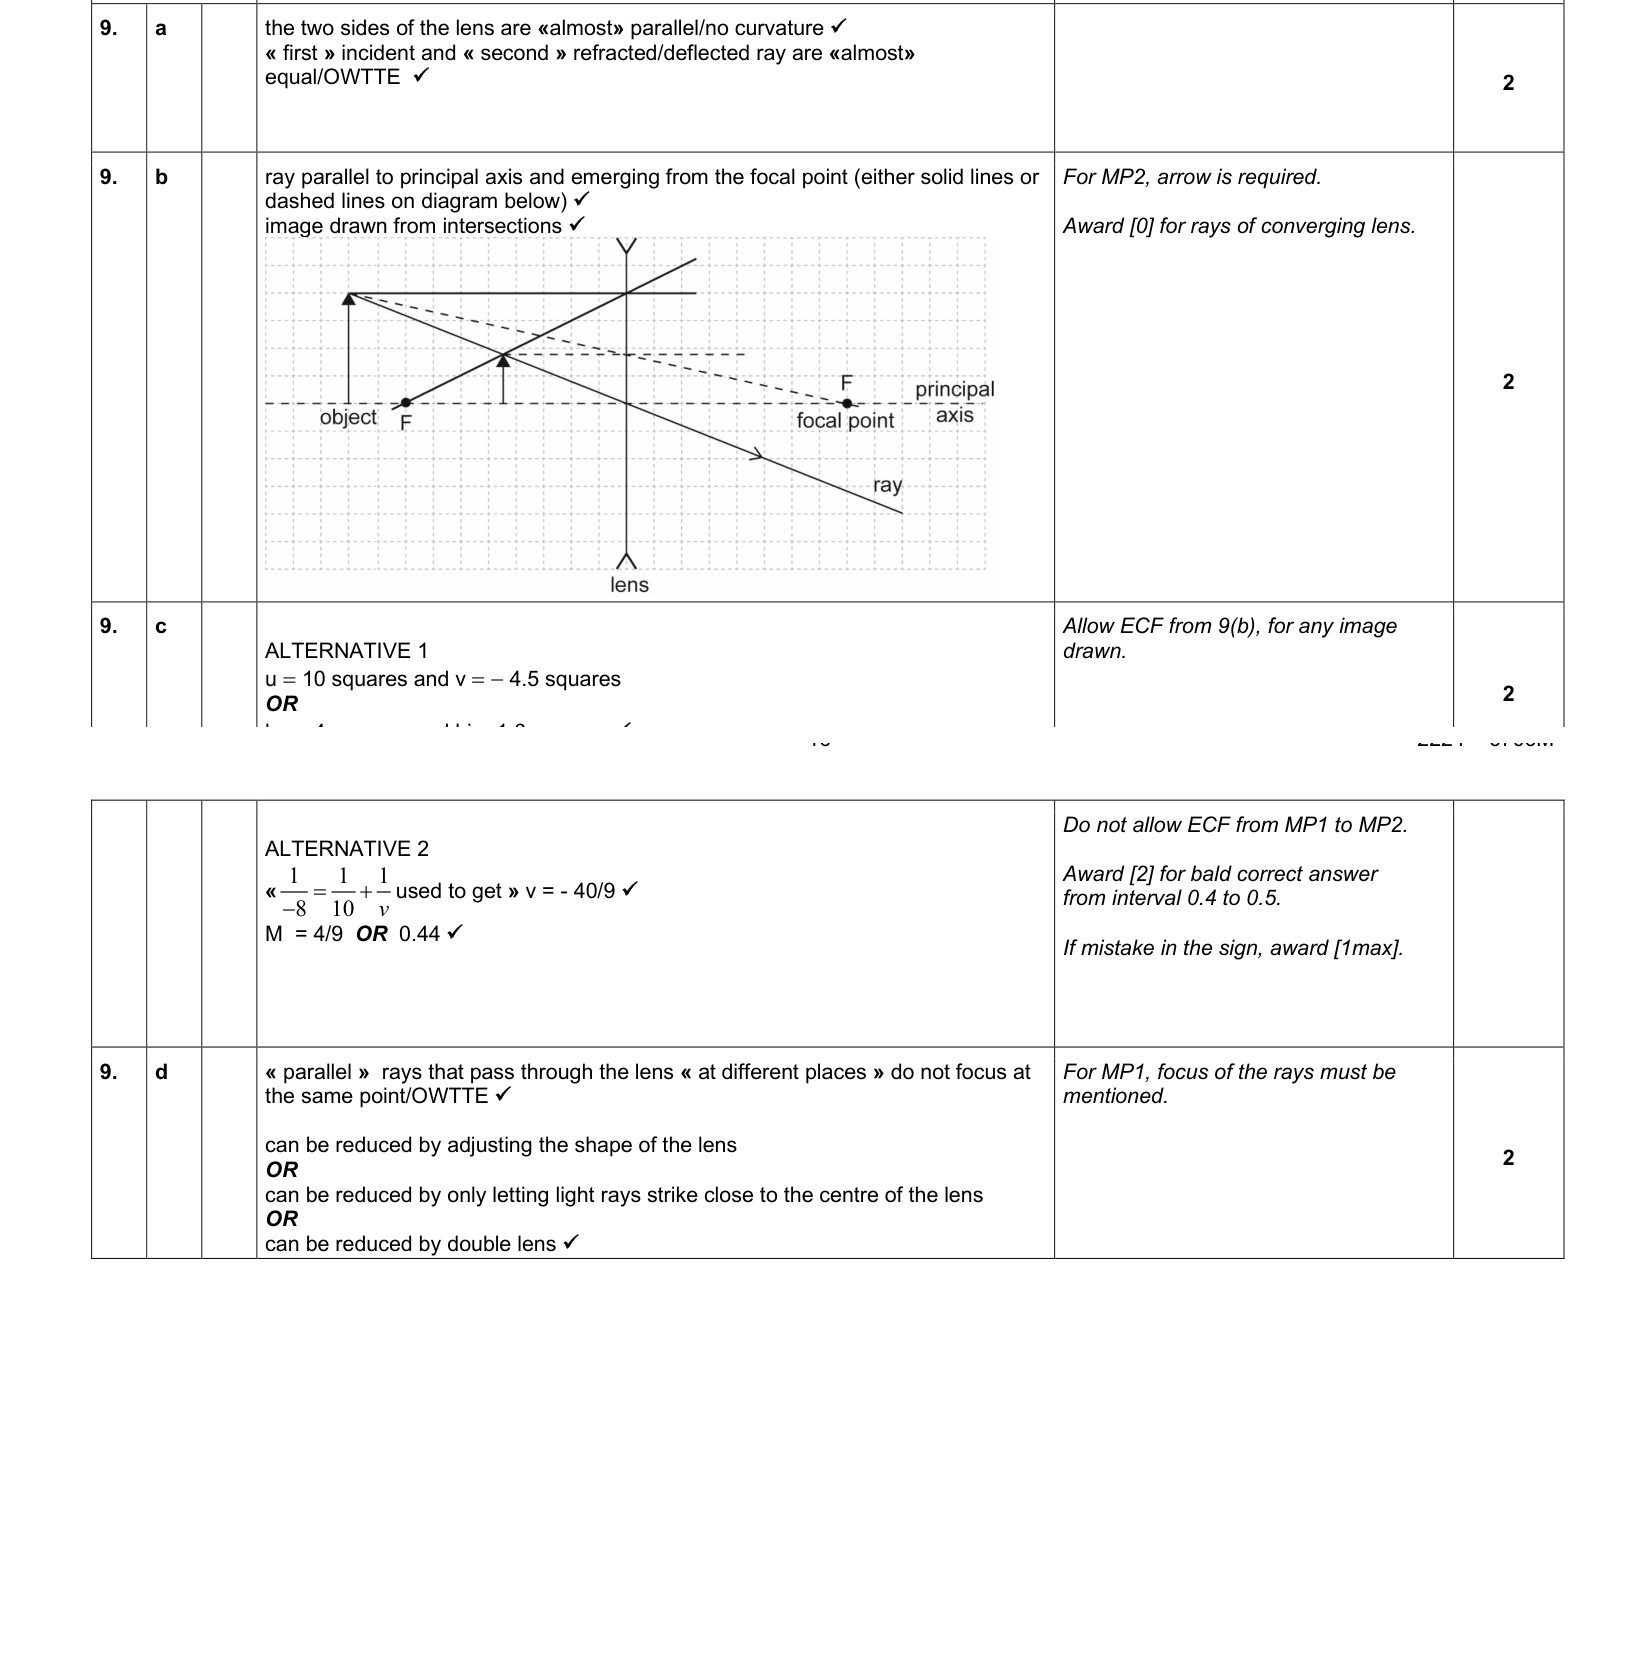 9. a the two sides of the lens are «almost» parallel/no curvature ✓
« first » incident and « second » refracted/deflected ray are «almost»
equal/OWTTE ✓
2
9. b ray parallel to principal axis and emerging from the focal point (either solid lines or
dashed lines on diagram below) ✓
image drawn from intersections ✓
object
F
F
focal point
principal
axis
ray
lens
For MP2, arrow is required.
Award [0] for rays of converging lens.
2
9. c ALTERNATIVE 1
u = 10 squares and v = – 4.5 squares
OR
Allow ECF from 9(b), for any image
drawn.
2
ALTERNATIVE 2
« 1/–8 = 1/10 + 1/v used to get » v = - 40/9 ✓
M = 4/9 OR 0.44 ✓
Do not allow ECF from MP1 to MP2.
Award [2] for bald correct answer
from interval 0.4 to 0.5.
If mistake in the sign, award [1max].
9. d « parallel » rays that pass through the lens « at different places » do not focus at
the same point/OWTTE ✓
can be reduced by adjusting the shape of the lens
OR
can be reduced by only letting light rays strike close to the centre of the lens
OR
can be reduced by double lens ✓
For MP1, focus of the rays must be
mentioned.
2